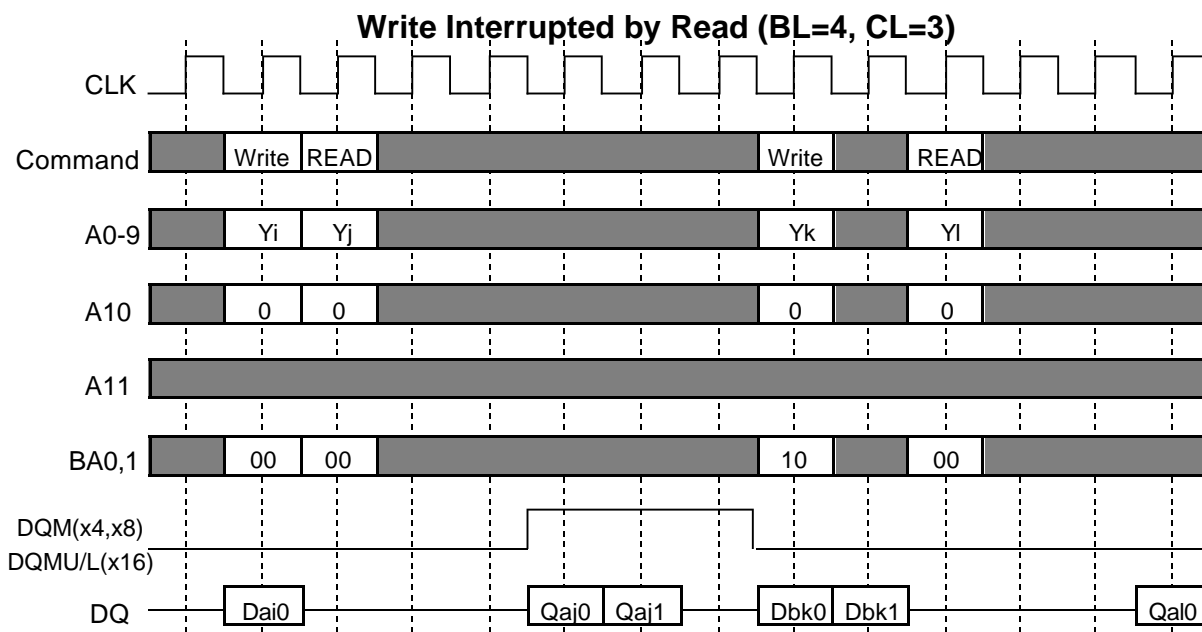 Write Interrupted by Read (BL=4, CL=3)
CLK
Command Write READ Write READ
A0-9 Yi Yj Yk Yl
A10 0 0 0 0
A11
BA0,1 00 00 10 00
DQM(x4,x8)
DQMU/L(x16)
DQ Dai0 Qaj0 Qaj1 Dbk0 Dbk1 Qal0